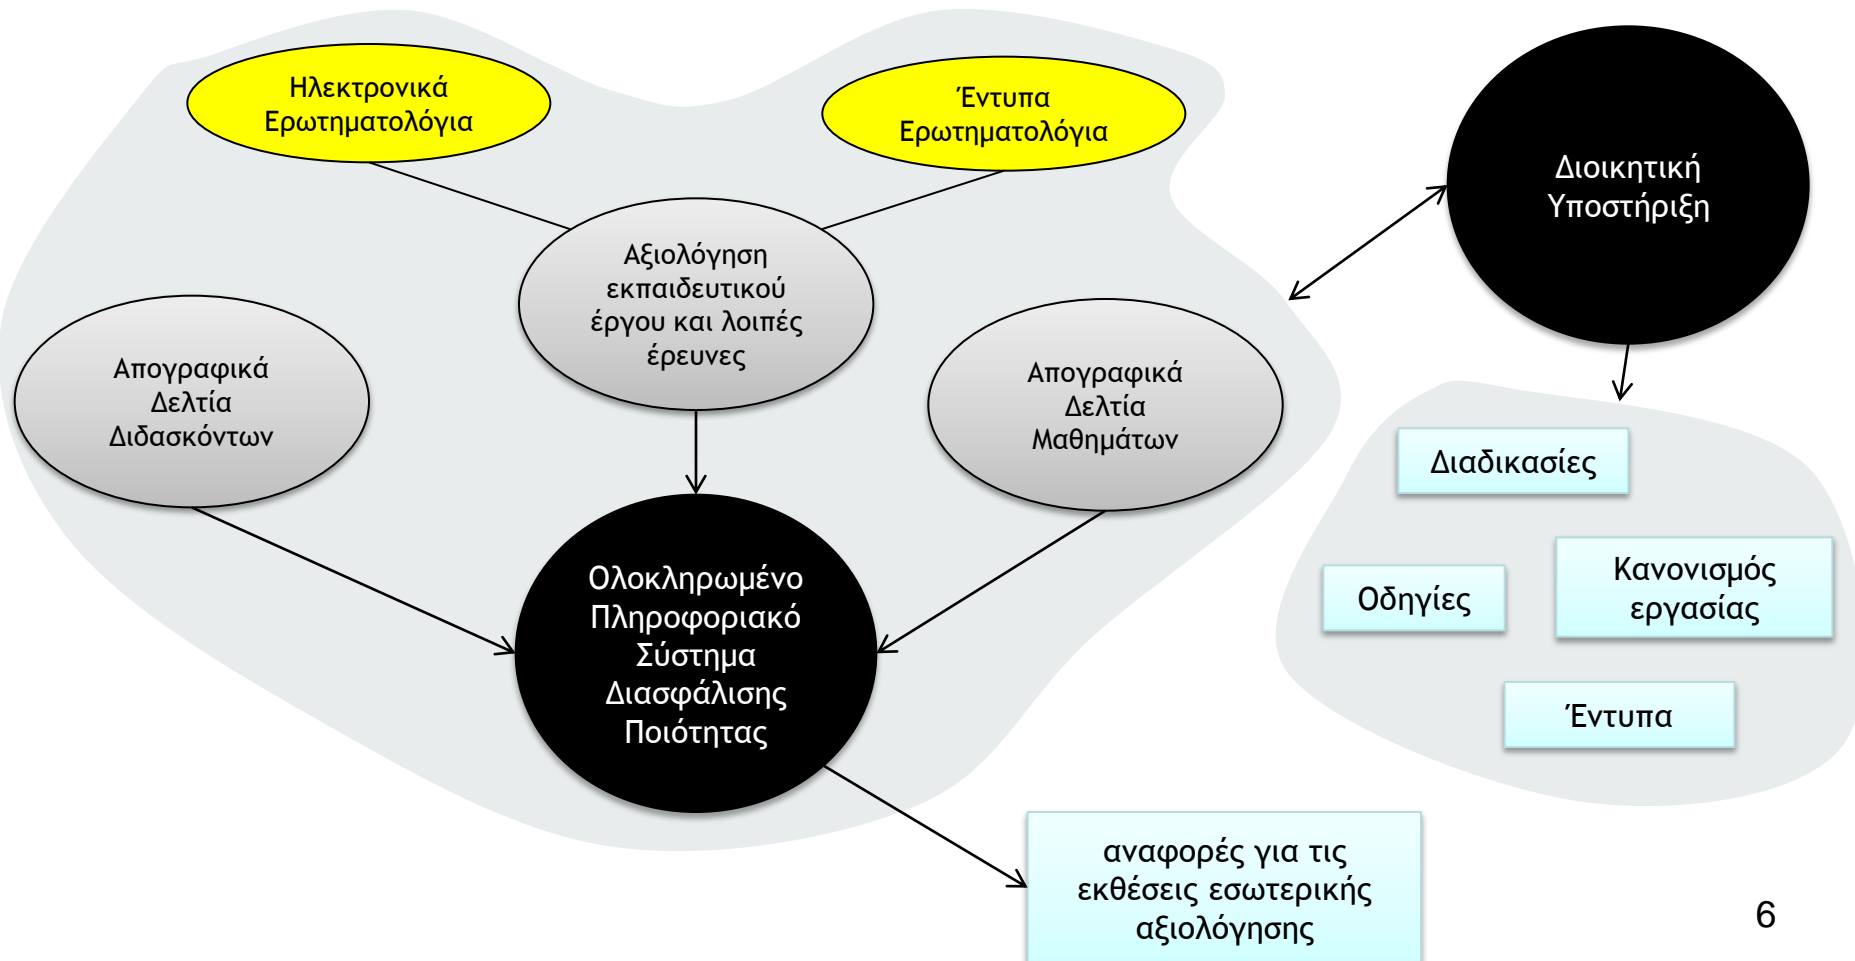 Ηλεκτρονικά
Ερωτηματολόγια
Έντυπα
Ερωτηματολόγια
Διοικητική
Υποστήριξη
Αξιολόγηση
εκπαιδευτικού
έργου και λοιπές
έρευνες
Απογραφικά
Δελτία
Διδασκόντων
Απογραφικά
Δελτία
Μαθημάτων
Διαδικασίες
Οδηγίες
Κανονισμός
εργασίας
Έντυπα
Ολοκληρωμένο
Πληροφοριακό
Σύστημα
Διασφάλισης
Ποιότητας
αναφορές για τις
εκθέσεις εσωτερικής
αξιολόγησης
6